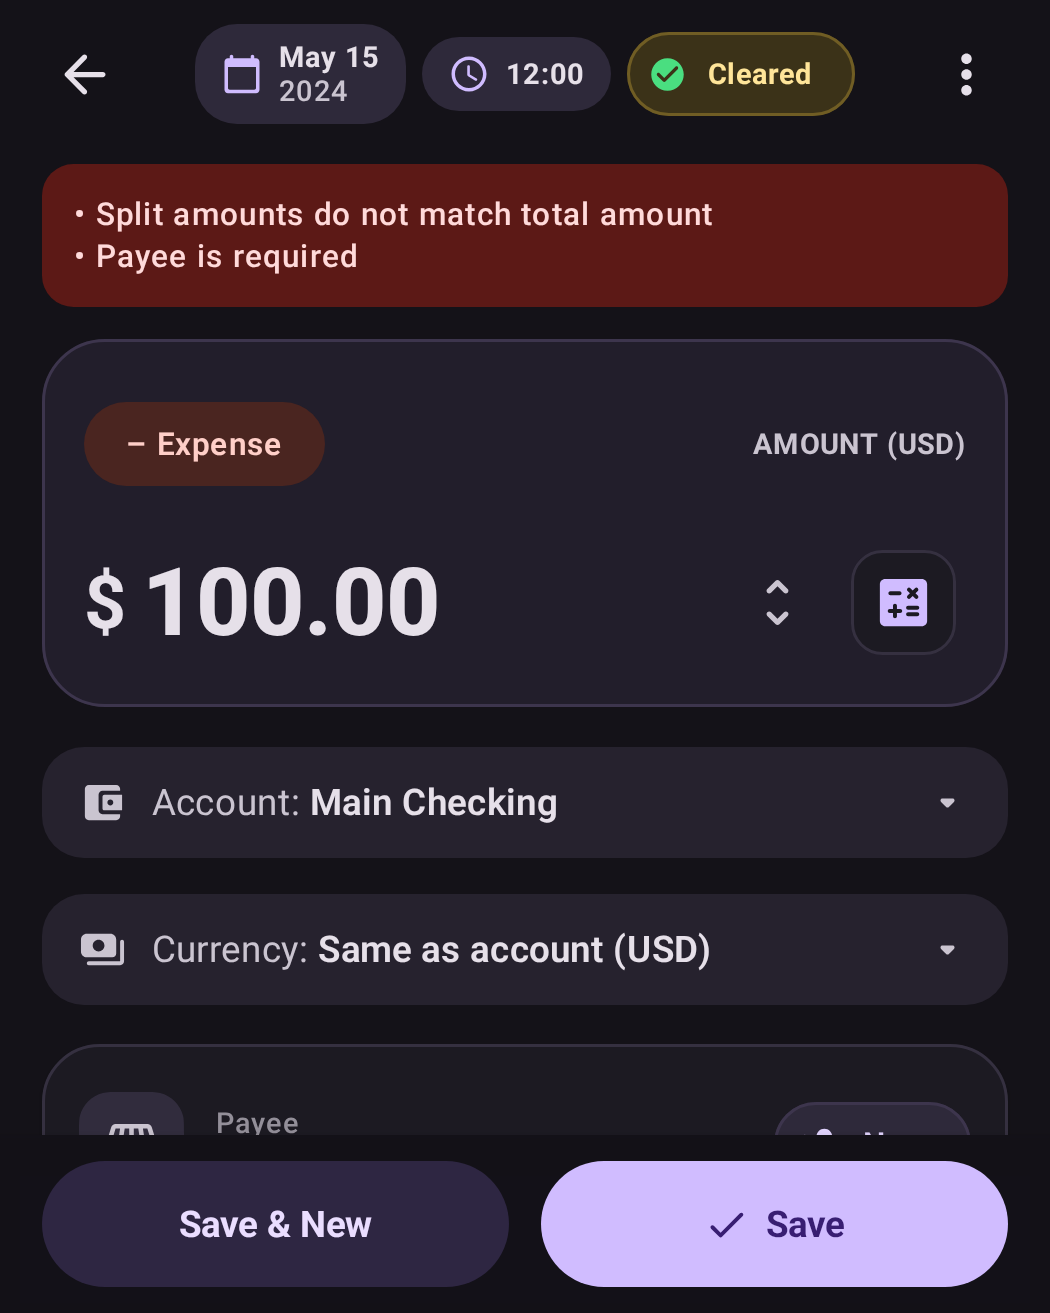 May 15
2024
12:00
Cleared
• Split amounts do not match total amount
• Payee is required
– Expense
AMOUNT (USD)
$ 100.00
Account: Main Checking
Currency: Same as account (USD)
Payee
Save & New
Save